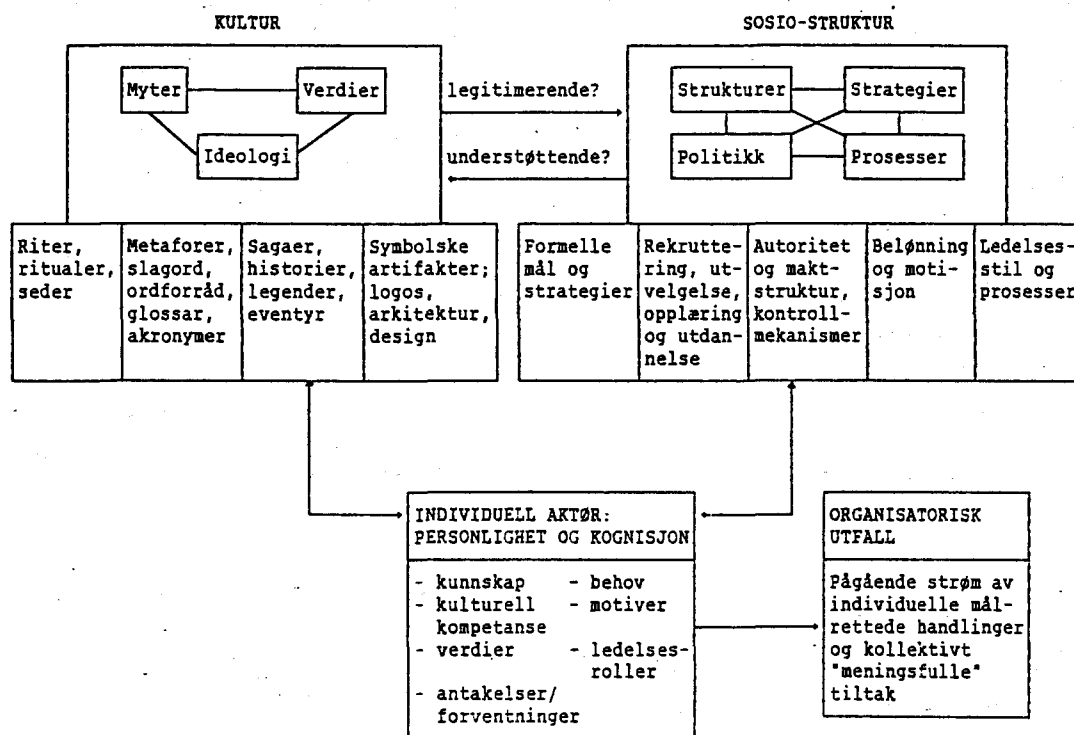 KULTUR
Myter
Verdier
Ideologi
legitimerende?
understøttende?
SOSIO-STRUKTUR
Strukturer
Strategier
Politikk
Prosesser
Riter,
ritualer,
seder
Metaforer,
slagord,
ordforråd,
glossar,
akronymer
Sagaer,
historier,
legender,
eventyr
Symbolske
artifakter;
logos,
arkitektur,
design
Formelle
mål og
strategier
Rekrutte-
ring, ut-
velgelse,
opplæring
og utdan-
nelse
Autoritet
og makt-
struktur,
kontroll-
mekanismer
Belønning
og moti-
sjon
Ledelses-
stil og
prosesser
INDIVIDUELL AKTØR:
PERSONLIGHET OG KOGNISJON
- kunnskap
- kulturell
kompetanse
- verdier
- antakelser/
forventninger
- behov
- motiver
- ledelses-
roller
ORGANISATORISK
UTFALL
Pågående strøm av
individuelle mål-
rettede handlinger
og kollektivt
"meningsfulle"
tiltak